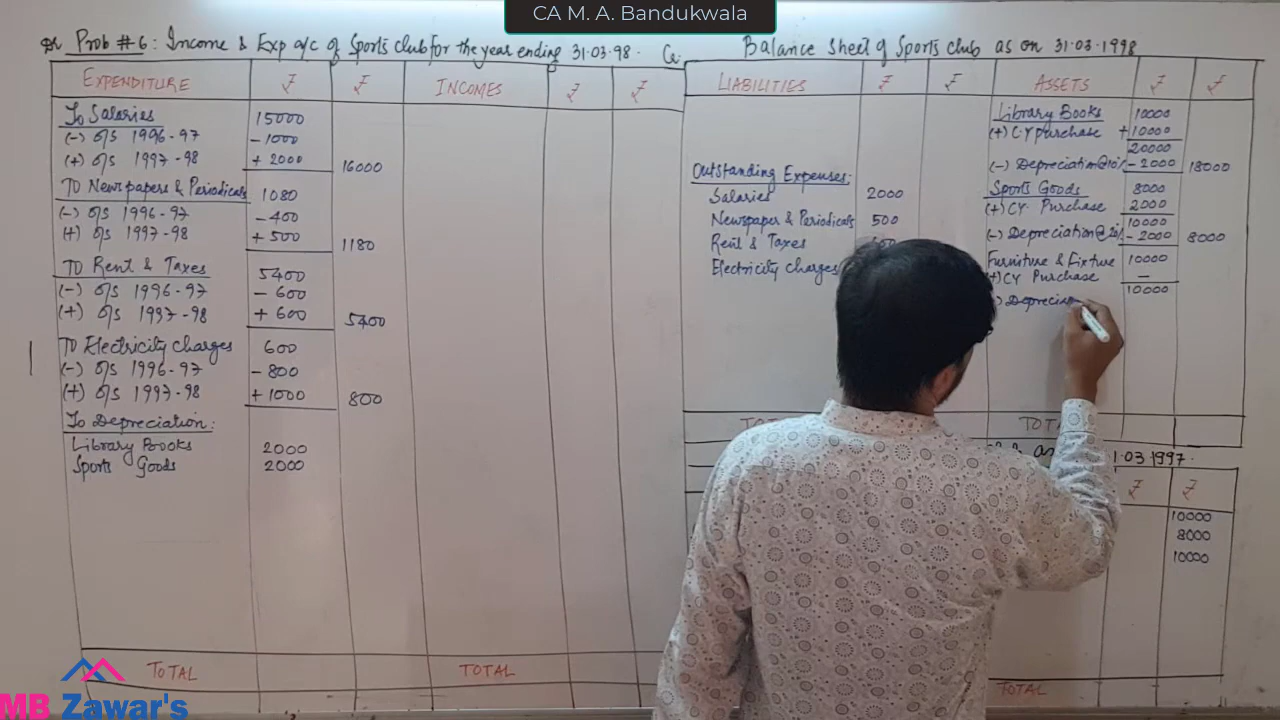 CA M. A. Bandukwala
Dr Prob #6: Income & Exp a/c of Sports club for the year ending 31.03.98. Cr.
EXPENDITURE ₹ ₹ INCOMES ₹ ₹
To Salaries 15000
(-) o/s 1996-97 - 1000
(+) o/s 1997-98 + 2000 16000
To Newspapers & Periodicals 1080
(-) o/s 1996-97 -400
(+) o/s 1997-98 + 500 1180
To Rent & Taxes 5400
(-) o/s 1996-97 - 600
(+) o/s 1997-98 + 600 5400
To Electricity Charges 600
(-) o/s 1996-97 - 800
(+) o/s 1997-98 + 1000 800
To Depreciation:
Library Books 2000
Sports Goods 2000
TOTAL TOTAL
Balance Sheet of Sports club as on 31.03.1998
LIABILITIES ₹ ₹ ASSETS ₹ ₹
Library Books 10000
(+) C.Y purchase + 10000
20000
(-) Depreciation@10% - 2000 18000
Outstanding Expenses:
Salaries 2000
Newspaper & Periodicals 500
Rent & Taxes
Electricity Charges
Sports Goods 8000
(+) CY. Purchase 2000
10000
(-) Depreciation@20% - 2000 8000
Furniture & Fixture 10000
(+) CY Purchase —
10000
03 1997.
₹ ₹
10000
8000
10000
TOTAL
MB Zawar's